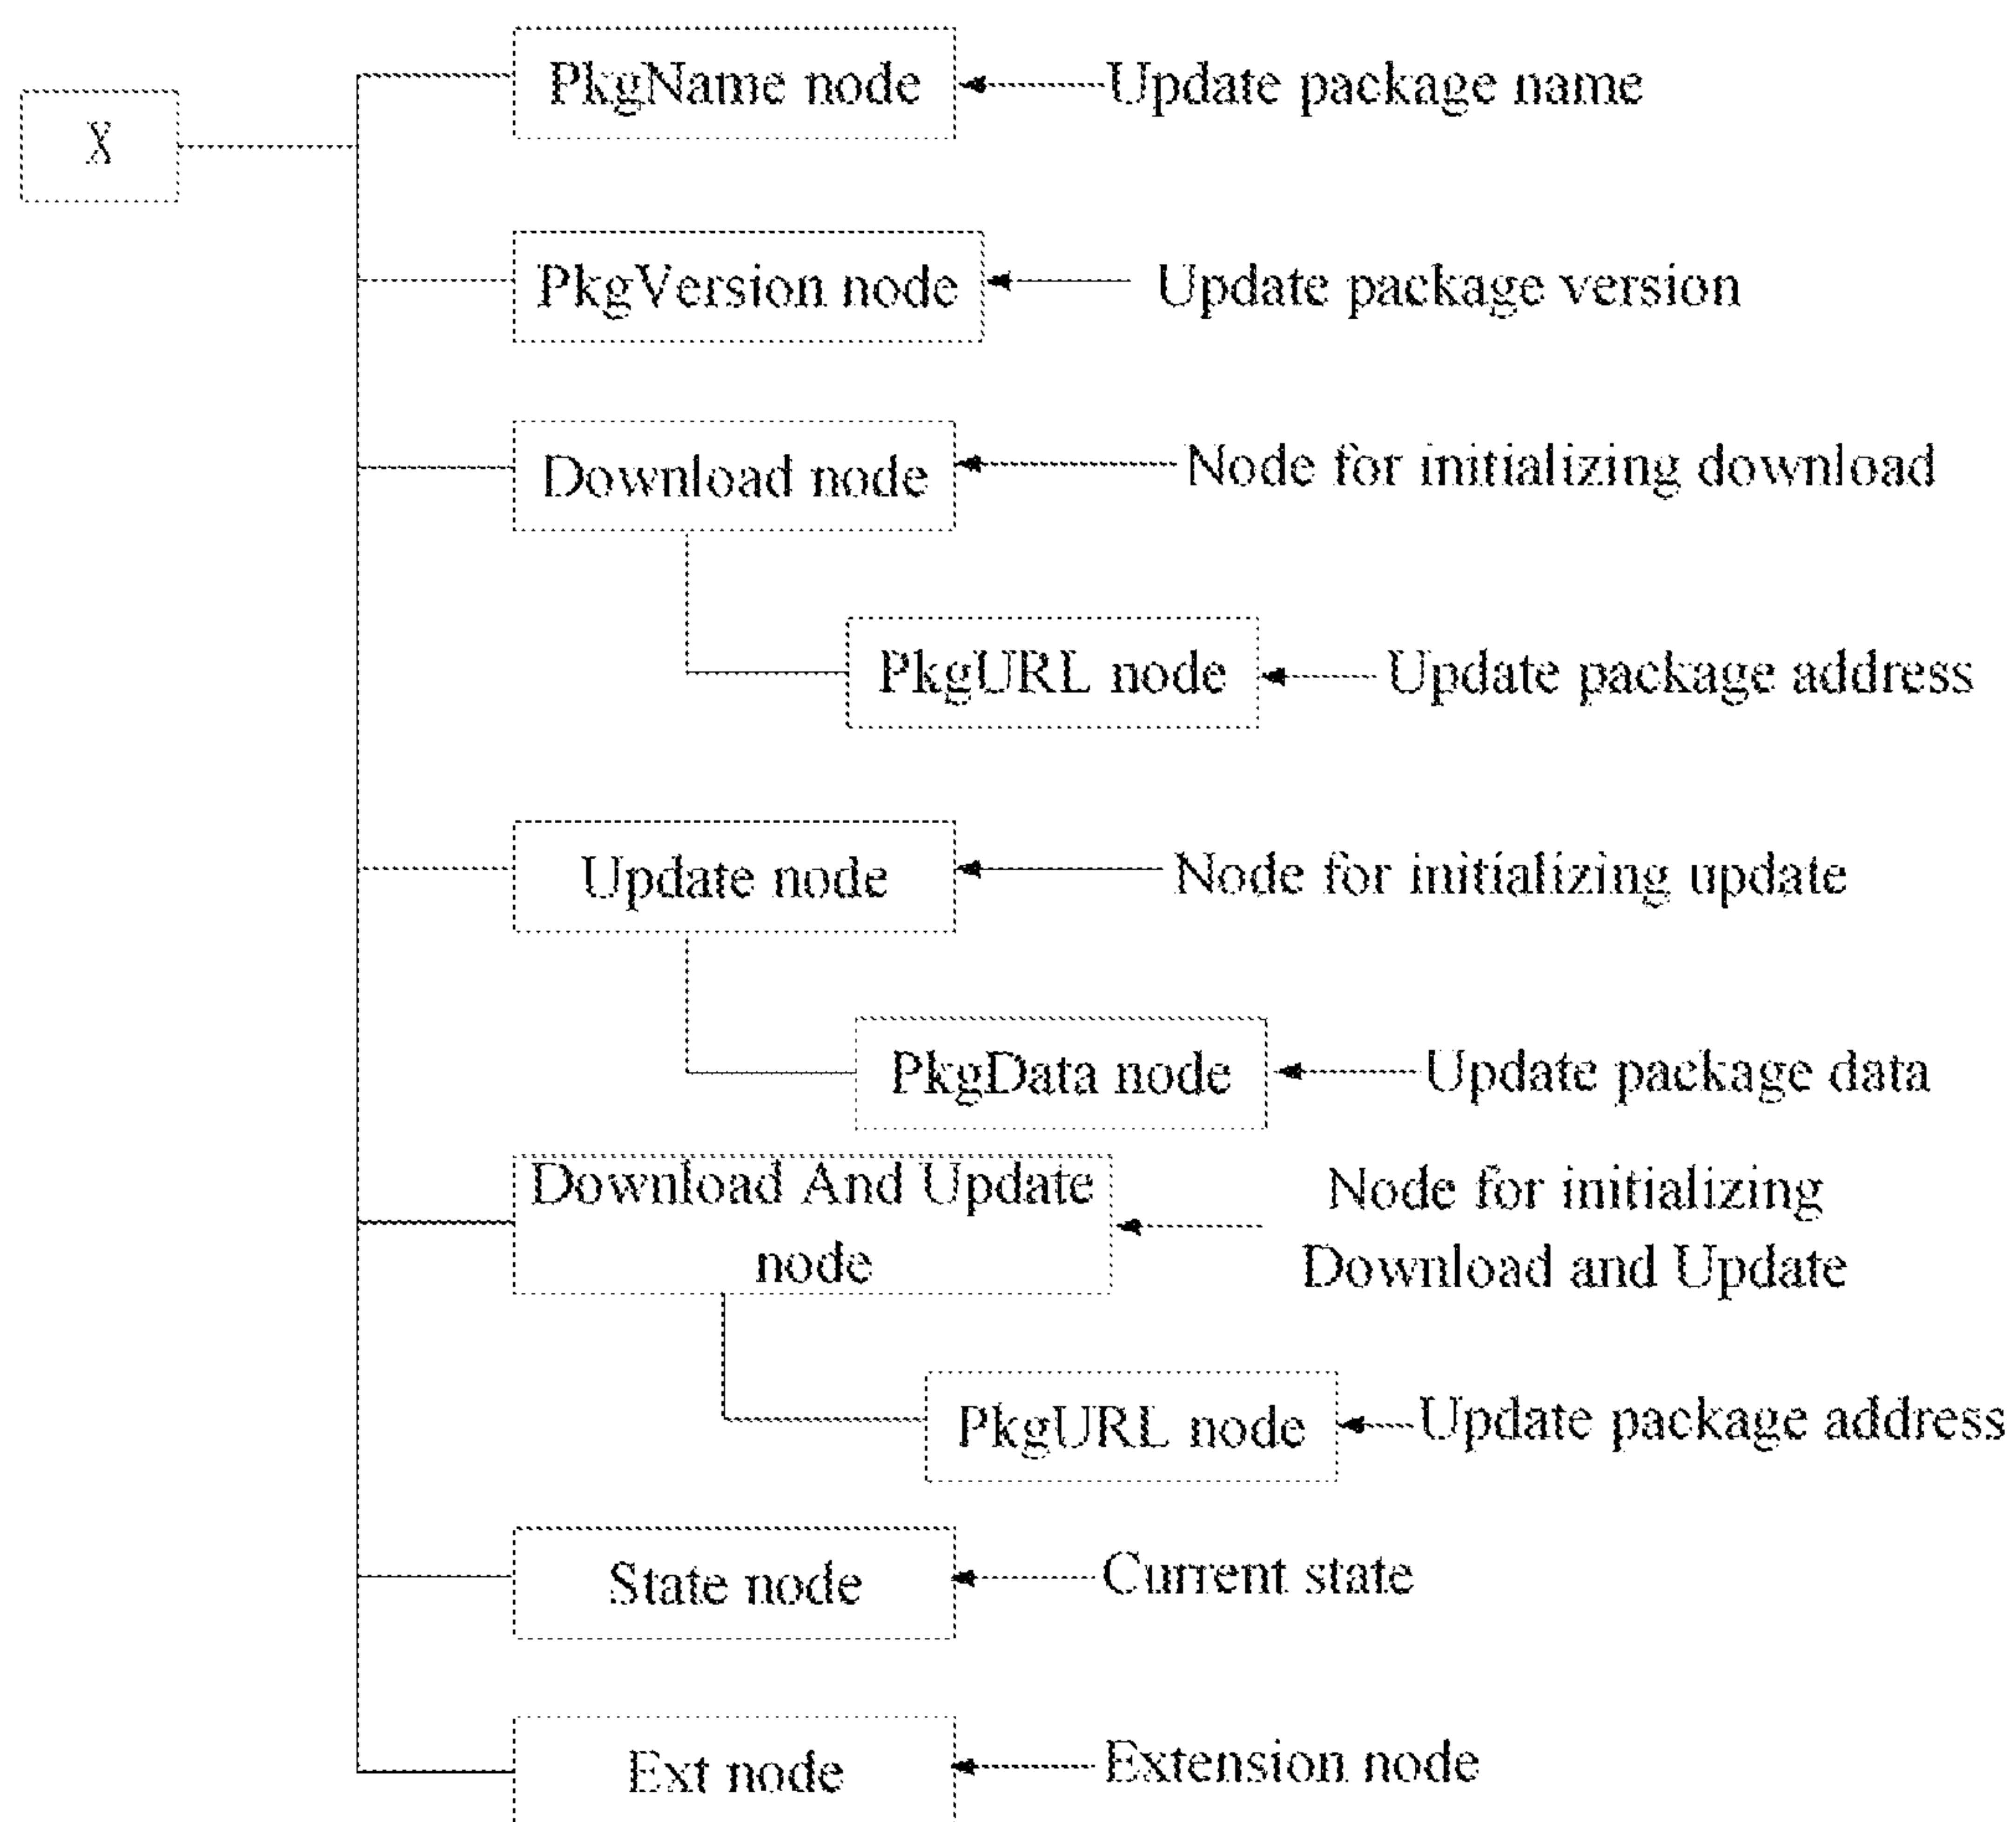 PkgName node
Update package name
X
PkgVersion node
Update package version
Download node
Node for initializing download
PkgURL node
Update package address
Update node
Node for initializing update
PkgData node
Update package data
Download And Update
node
Node for initializing
Download and Update
PkgURL node
Update package address
State node
Current state
Ext node
Extension node